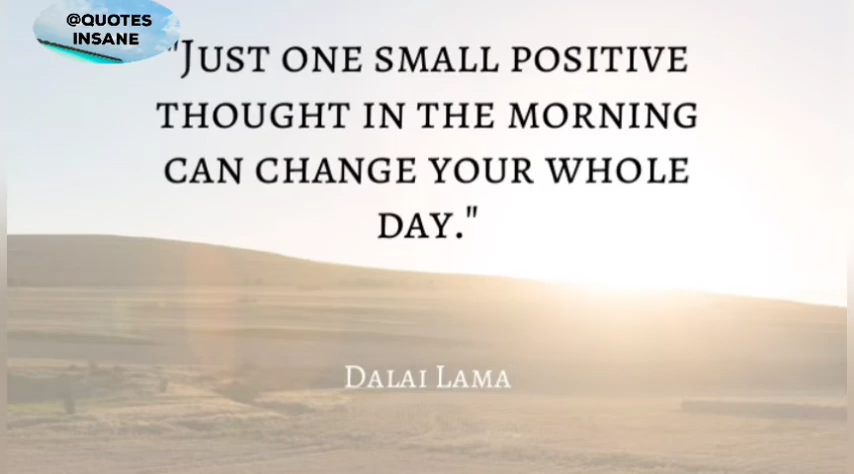 @QUOTES
INSANE
"Just one small positive
thought in the morning
can change your whole
day."
Dalai Lama